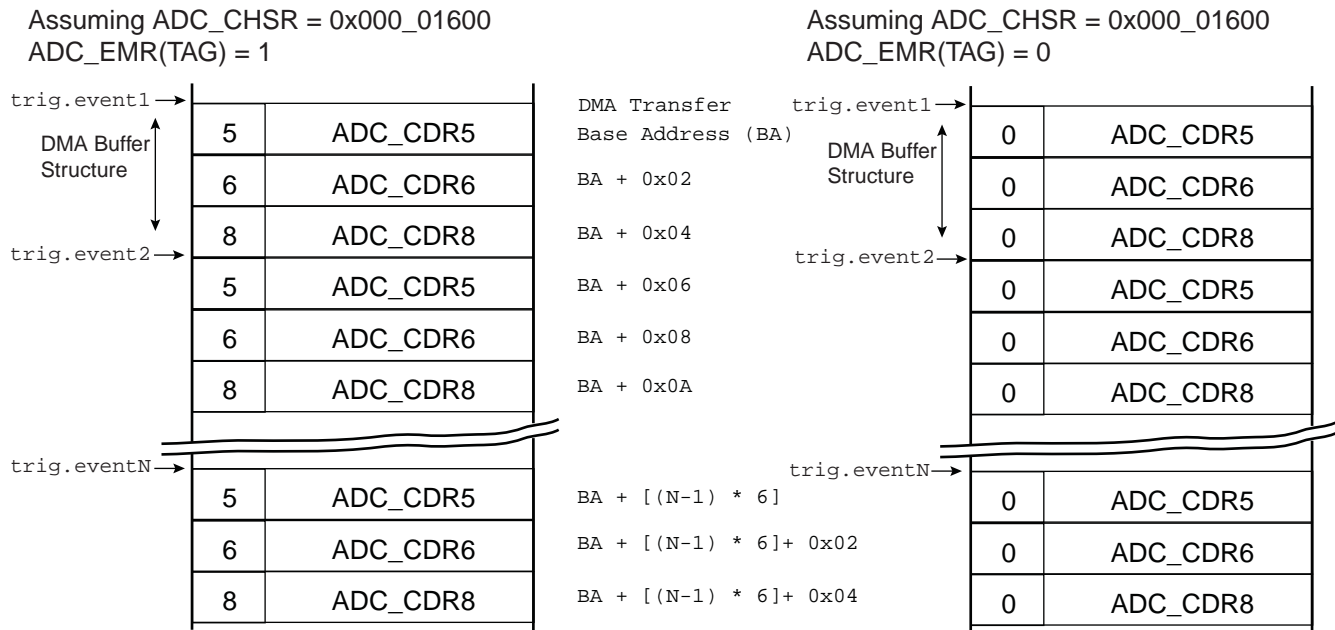 Assuming ADC_CHSR = 0x000_01600
ADC_EMR(TAG) = 1
trig.event1
DMA Buffer
Structure
trig.event2
trig.eventN
5 ADC_CDR5
6 ADC_CDR6
8 ADC_CDR8
5 ADC_CDR5
6 ADC_CDR6
8 ADC_CDR8
5 ADC_CDR5
6 ADC_CDR6
8 ADC_CDR8
DMA Transfer
Base Address (BA)
BA + 0x02
BA + 0x04
BA + 0x06
BA + 0x08
BA + 0x0A
BA + [(N-1) * 6]
BA + [(N-1) * 6]+ 0x02
BA + [(N-1) * 6]+ 0x04
Assuming ADC_CHSR = 0x000_01600
ADC_EMR(TAG) = 0
trig.event1
DMA Buffer
Structure
trig.event2
trig.eventN
0 ADC_CDR5
0 ADC_CDR6
0 ADC_CDR8
0 ADC_CDR5
0 ADC_CDR6
0 ADC_CDR8
0 ADC_CDR5
0 ADC_CDR6
0 ADC_CDR8